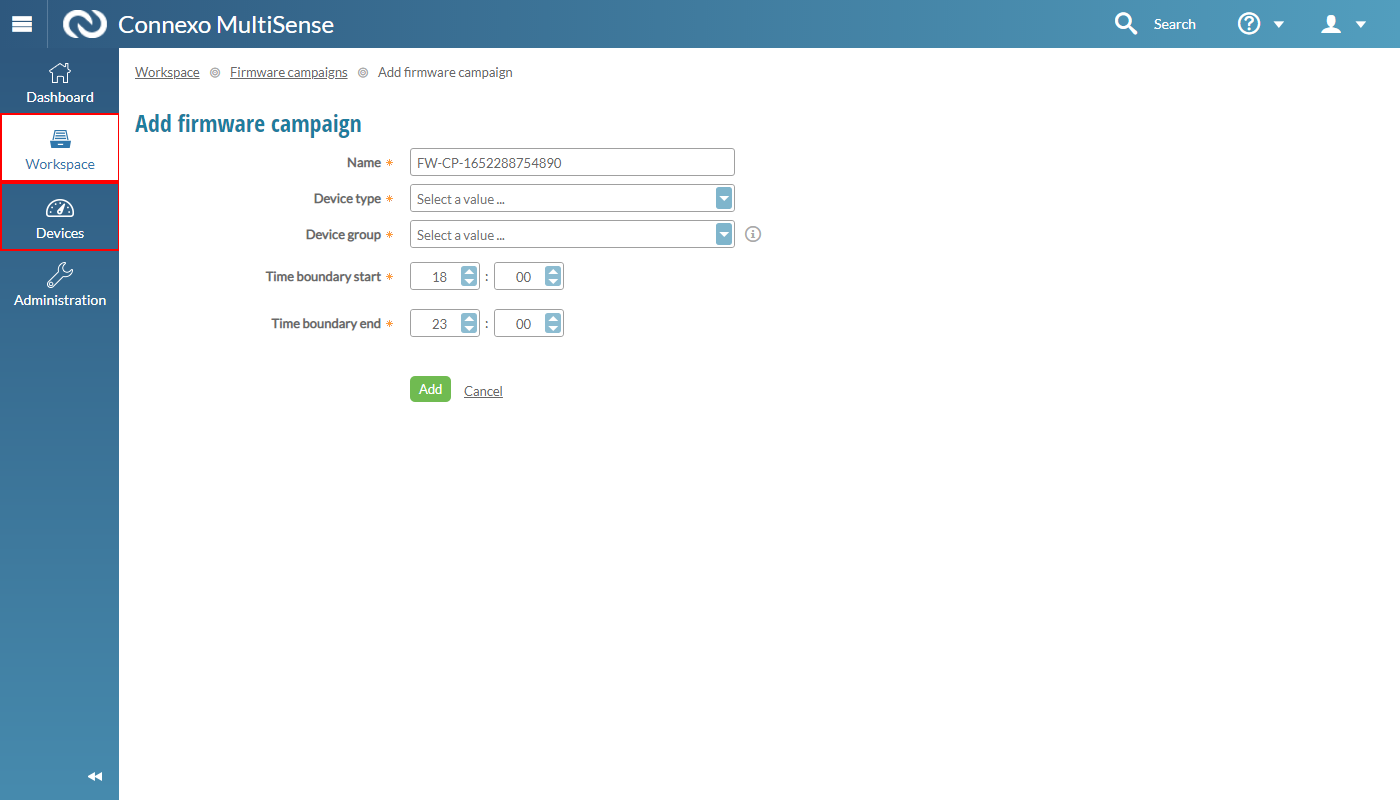 Connexo MultiSense
Search
Dashboard
Workspace
Devices
Administration
Workspace Firmware campaigns Add firmware campaign
Add firmware campaign
Name * FW-CP-1652288754890
Device type * Select a value ...
Device group * Select a value ...
Time boundary start * 18 : 00
Time boundary end * 23 : 00
Add Cancel